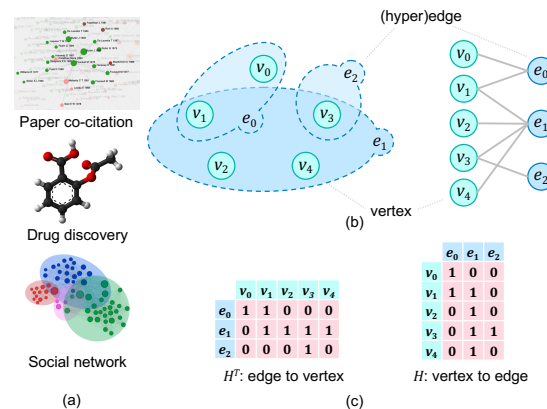 Paper co-citation
Drug discovery
Social network
(a)
(hyper)edge
v0
v1
v2
v3
v4
e0
e1
e2
vertex
v0
v1
v2
v3
v4
e0
e1
e2
(b)
v0 v1 v2 v3 v4
e0 1 1 0 0 0
e1 0 1 1 1 1
e2 0 0 0 1 0
H^T: edge to vertex
e0 e1 e2
v0 1 0 0
v1 1 1 0
v2 0 1 0
v3 0 1 1
v4 0 1 0
H: vertex to edge
(c)